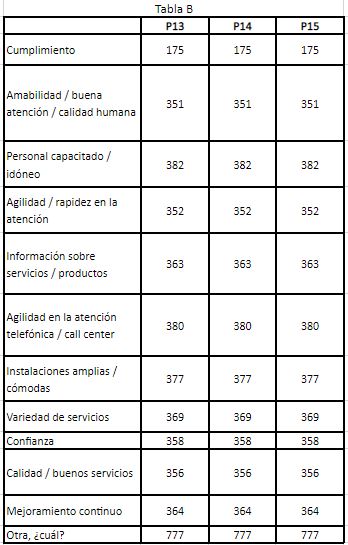 Tabla B
P13 P14 P15
Cumplimiento 175 175 175
Amabilidad / buena
atención / calidad humana 351 351 351
Personal capacitado /
idóneo 382 382 382
Agilidad / rapidez en la
atención 352 352 352
Información sobre
servicios / productos 363 363 363
Agilidad en la atención
telefónica / call center 380 380 380
Instalaciones amplias /
cómodas 377 377 377
Variedad de servicios 369 369 369
Confianza 358 358 358
Calidad / buenos servicios 356 356 356
Mejoramiento continuo 364 364 364
Otra, ¿cuál? 777 777 777